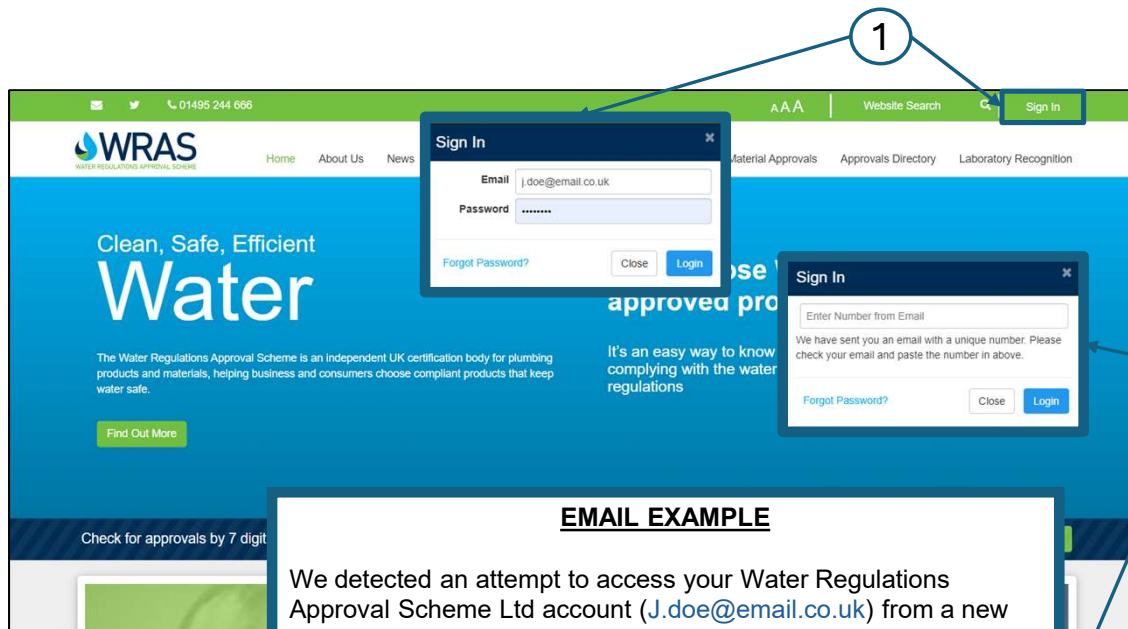 1
01495 244 666
AAA
Website Search
Sign In
WRAS
WATER REGULATIONS APPROVAL SCHEME
Home
About Us
News
Material Approvals
Approvals Directory
Laboratory Recognition
Sign In
Email
j.doe@email.co.uk
Password
Forgot Password?
Close
Login
Clean, Safe, Efficient
Water
The Water Regulations Approval Scheme is an independent UK certification body for plumbing
products and materials, helping business and consumers choose compliant products that keep
water safe.
Find Out More
approved pro
It's an easy way to know
complying with the water
regulations
Sign In
Enter Number from Email
We have sent you an email with a unique number. Please
check your email and paste the number in above.
Forgot Password?
Close
Login
Check for approvals by 7 digit
EMAIL EXAMPLE
We detected an attempt to access your Water Regulations
Approval Scheme Ltd account (J.doe@email.co.uk) from a new